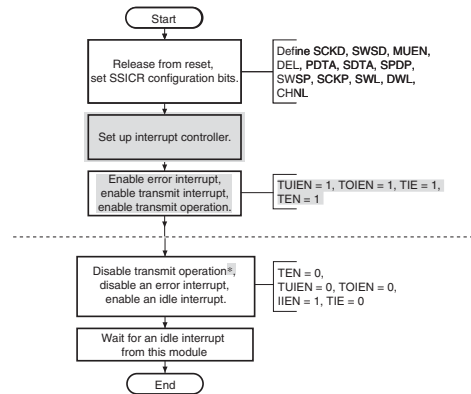 Start
Release from reset,
set SSICR configuration bits.
Define SCKD, SWSD, MUEN,
DEL, PDTA, SDTA, SPDP,
SWSP, SCKP, SWL, DWL,
CHNL
Set up interrupt controller.
Enable error interrupt,
enable transmit interrupt,
enable transmit operation.
TUIEN = 1, TOIEN = 1, TIE = 1,
TEN = 1
Disable transmit operation*,
disable an error interrupt,
enable an idle interrupt.
TEN = 0,
TUIEN = 0, TOIEN = 0,
IIEN = 1, TIE = 0
Wait for an idle interrupt
from this module
End